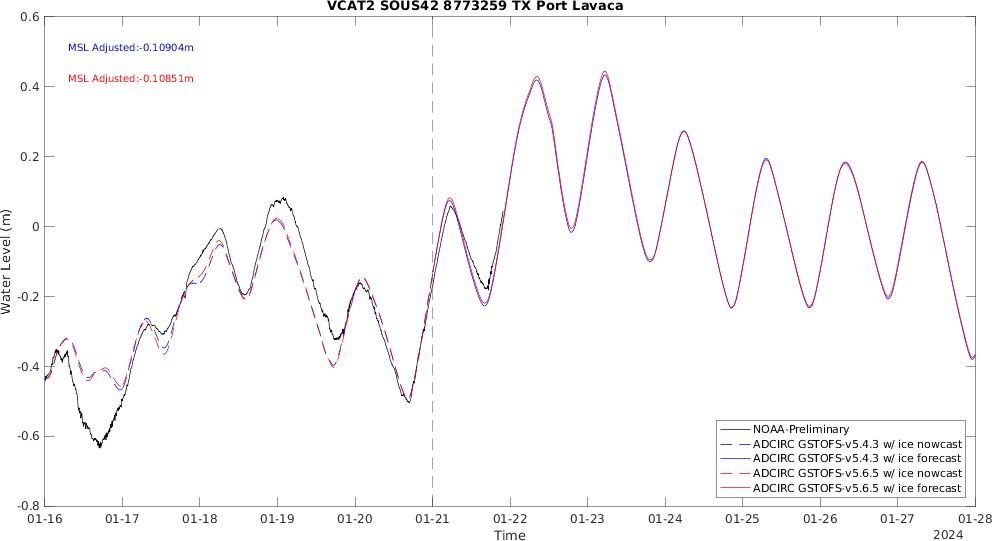 VCAT2 SOUS42 8773259 TX Port Lavaca
0.6
0.4
0.2
0
-0.2
-0.4
-0.6
-0.8
Water Level (m)
MSL Adjusted:-0.10904m
MSL Adjusted:-0.10851m
NOAA-Preliminary
ADCIRC GSTOFS-v5.4.3 w/ ice nowcast
ADCIRC GSTOFS-v5.4.3 w/ ice forecast
ADCIRC GSTOFS-v5.6.5 w/ ice nowcast
ADCIRC GSTOFS-v5.6.5 w/ ice forecast
01-16 01-17 01-18 01-19 01-20 01-21 01-22 01-23 01-24 01-25 01-26 01-27 01-28
Time
2024